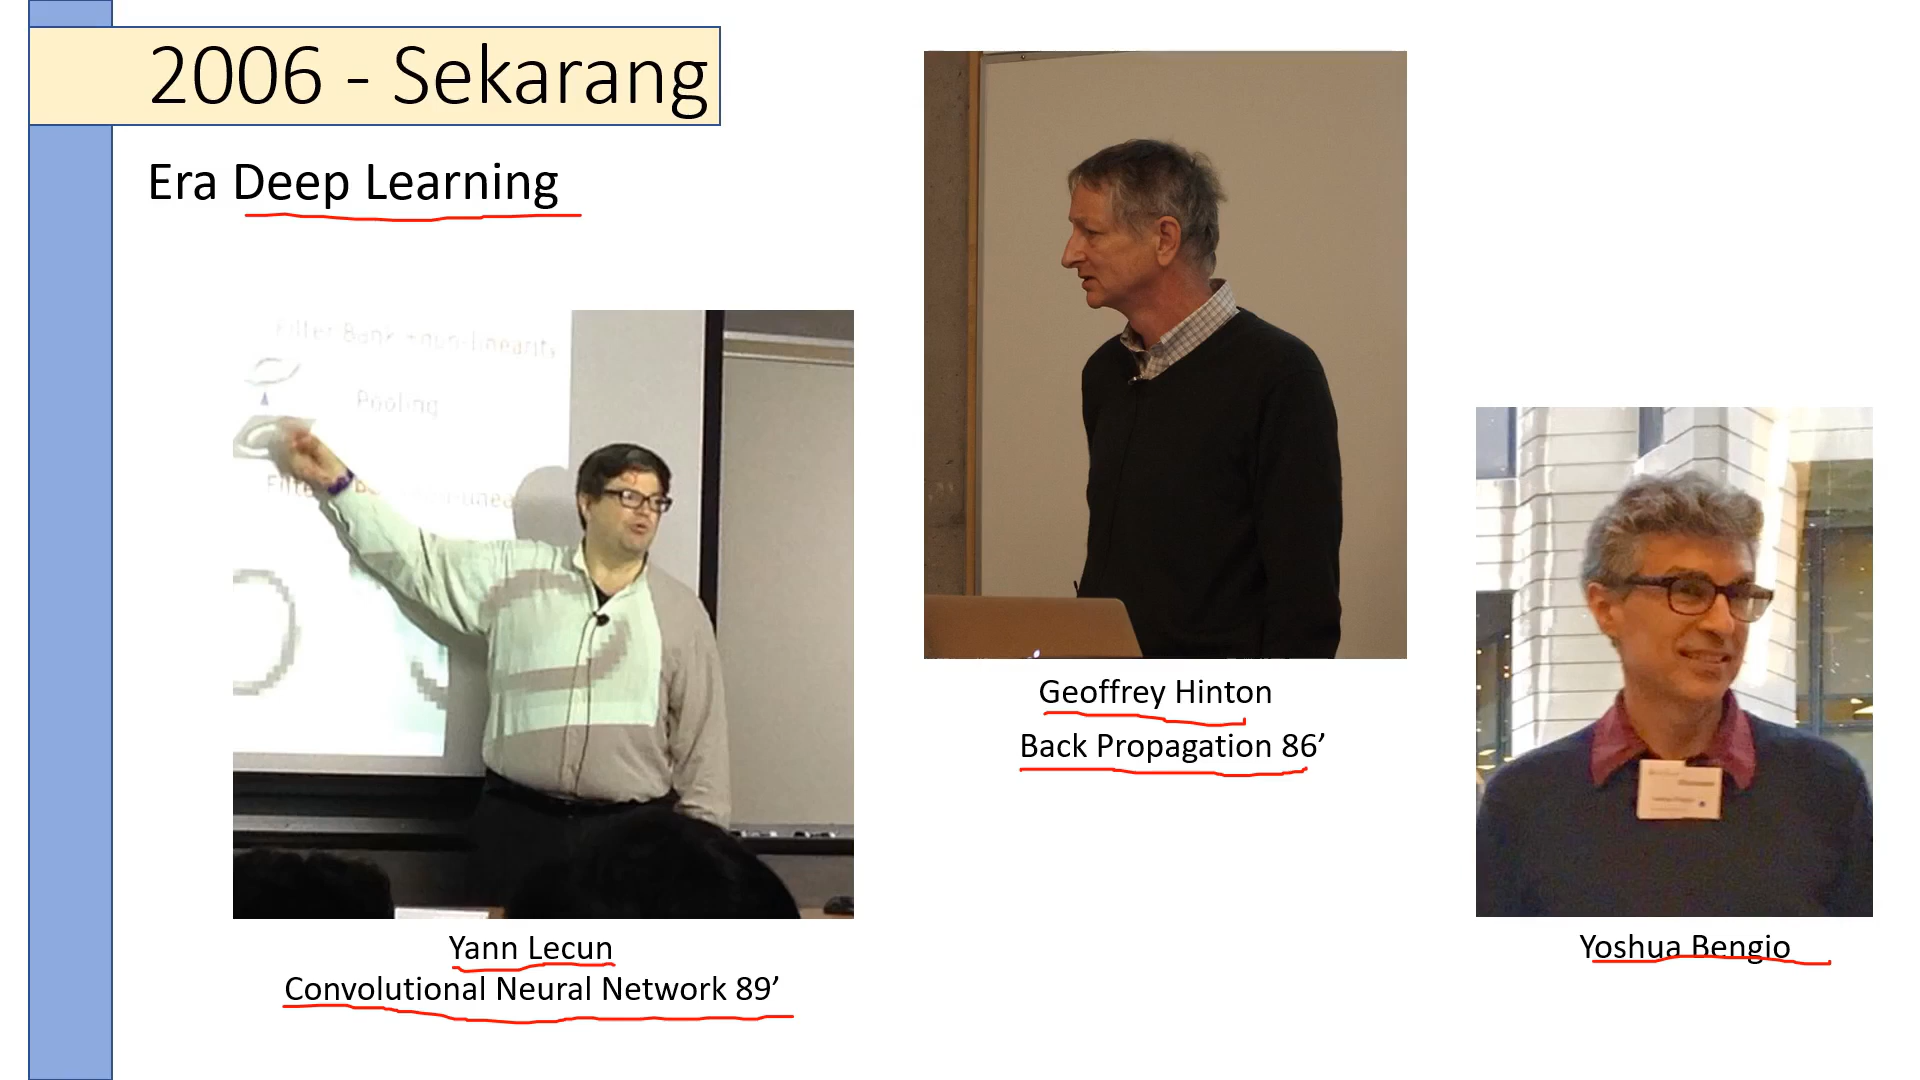 2006 - Sekarang
Era Deep Learning
Filter Bank +non-Linearity
Pooling
Geoffrey Hinton
Back Propagation 86’
Yann Lecun
Convolutional Neural Network 89’
Yoshua Bengio